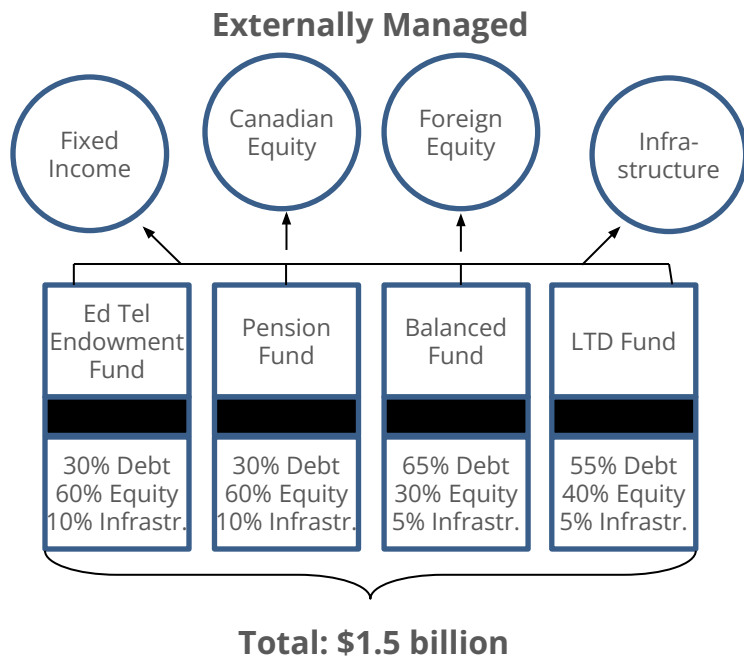 Externally Managed
Fixed
Income
Canadian
Equity
Foreign
Equity
Infra-
structure
Ed Tel
Endowment
Fund
Pension
Fund
Balanced
Fund
LTD Fund
30% Debt
60% Equity
10% Infrastr.
30% Debt
60% Equity
10% Infrastr.
65% Debt
30% Equity
5% Infrastr.
55% Debt
40% Equity
5% Infrastr.
Total: $1.5 billion